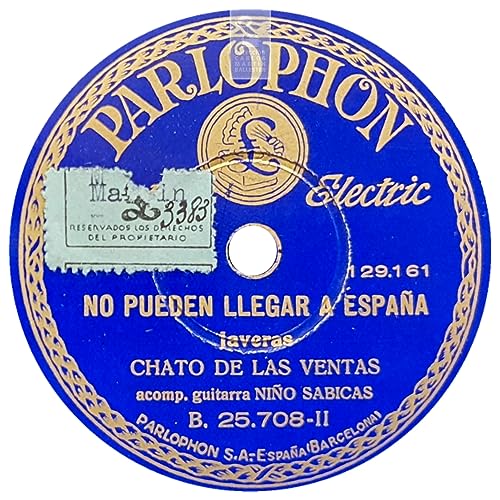 PARLOPHON
£
Electric
RESERVADOS LOS DERECHOS
DEL PROPIETARIO
23383
129.161
NO PUEDEN LLEGAR A ESPAÑA
javeras
CHATO DE LAS VENTAS
acomp. guitarra NIÑO SABICAS
B. 25.708-II
PARLOPHON S.A.-ESPAÑA(BARCELONA)